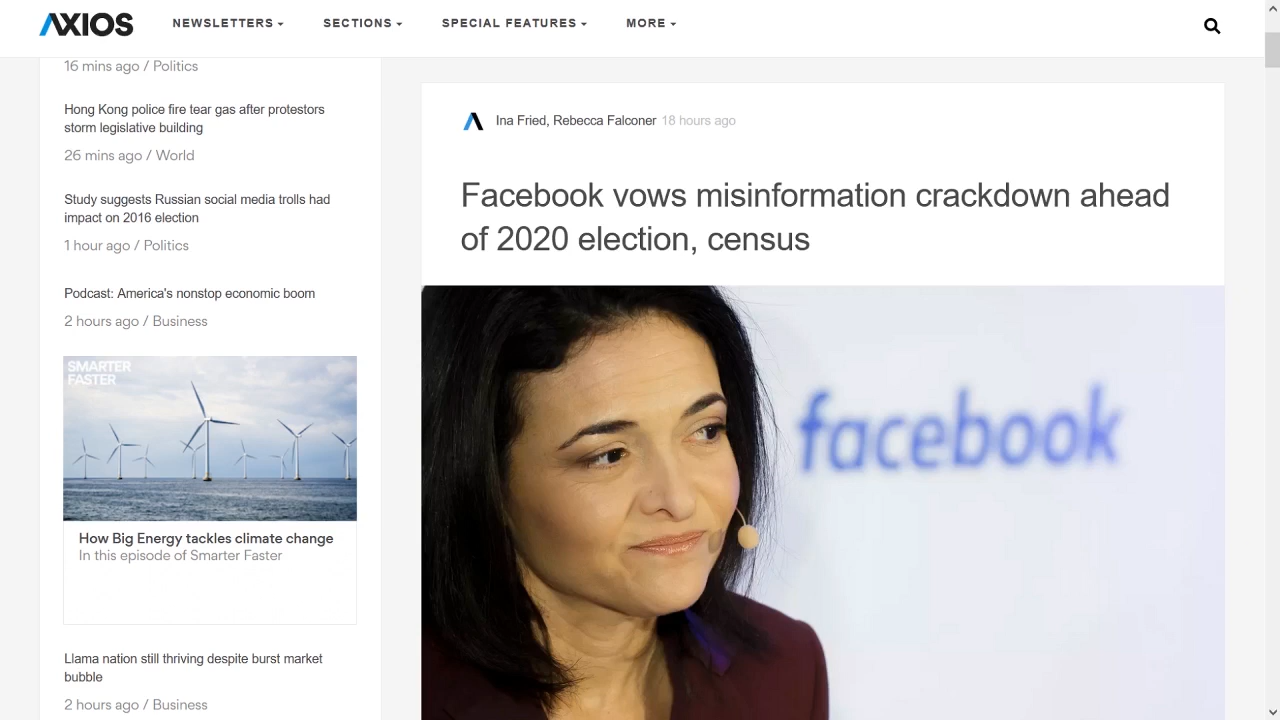 AXIOS
NEWSLETTERS
SECTIONS
SPECIAL FEATURES
MORE
16 mins ago / Politics
Hong Kong police fire tear gas after protestors
storm legislative building
26 mins ago / World
Study suggests Russian social media trolls had
impact on 2016 election
1 hour ago / Politics
Podcast: America's nonstop economic boom
2 hours ago / Business
SMARTER
FASTER
How Big Energy tackles climate change
In this episode of Smarter Faster
Llama nation still thriving despite burst market
bubble
2 hours ago / Business
Ina Fried, Rebecca Falconer 18 hours ago
Facebook vows misinformation crackdown ahead
of 2020 election, census
facebook